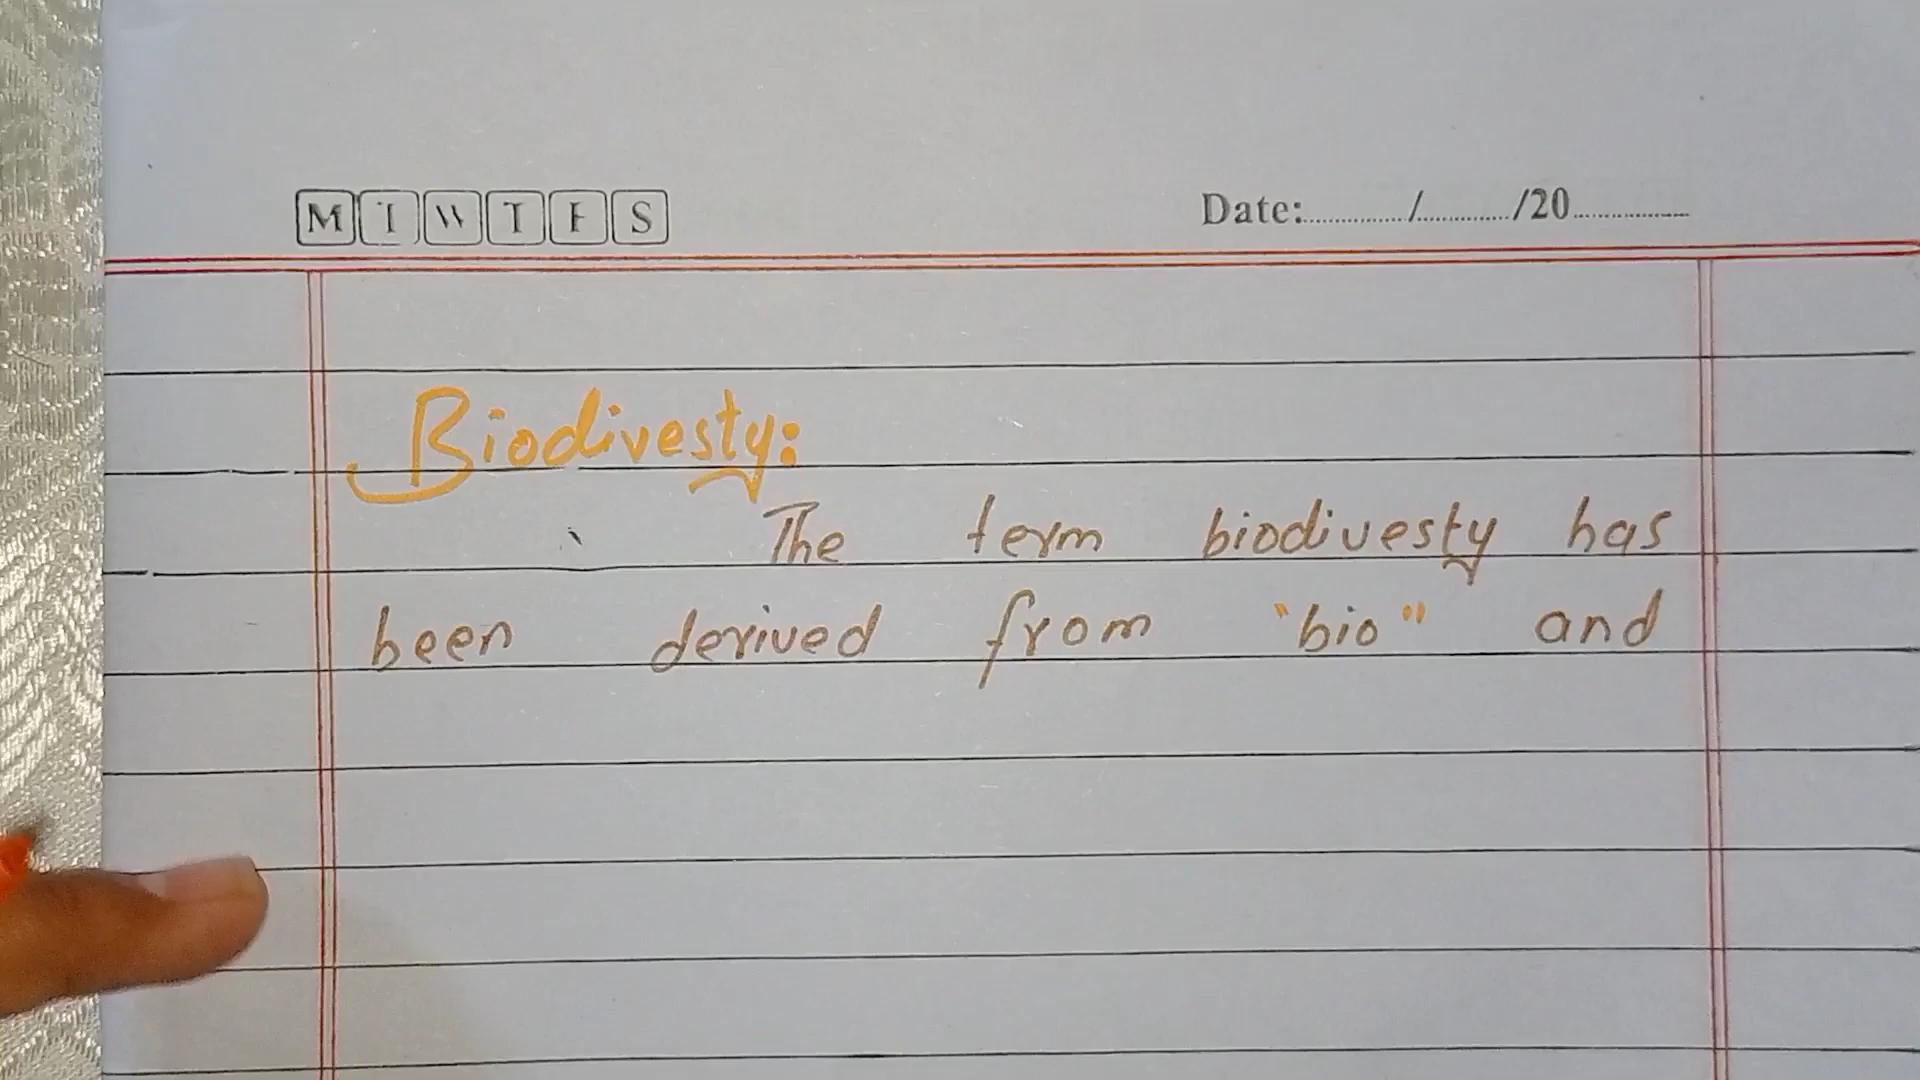 M T W T F S
Date:............/............/20................
Biodivesty:
The term biodivesty has
been derived from "bio" and